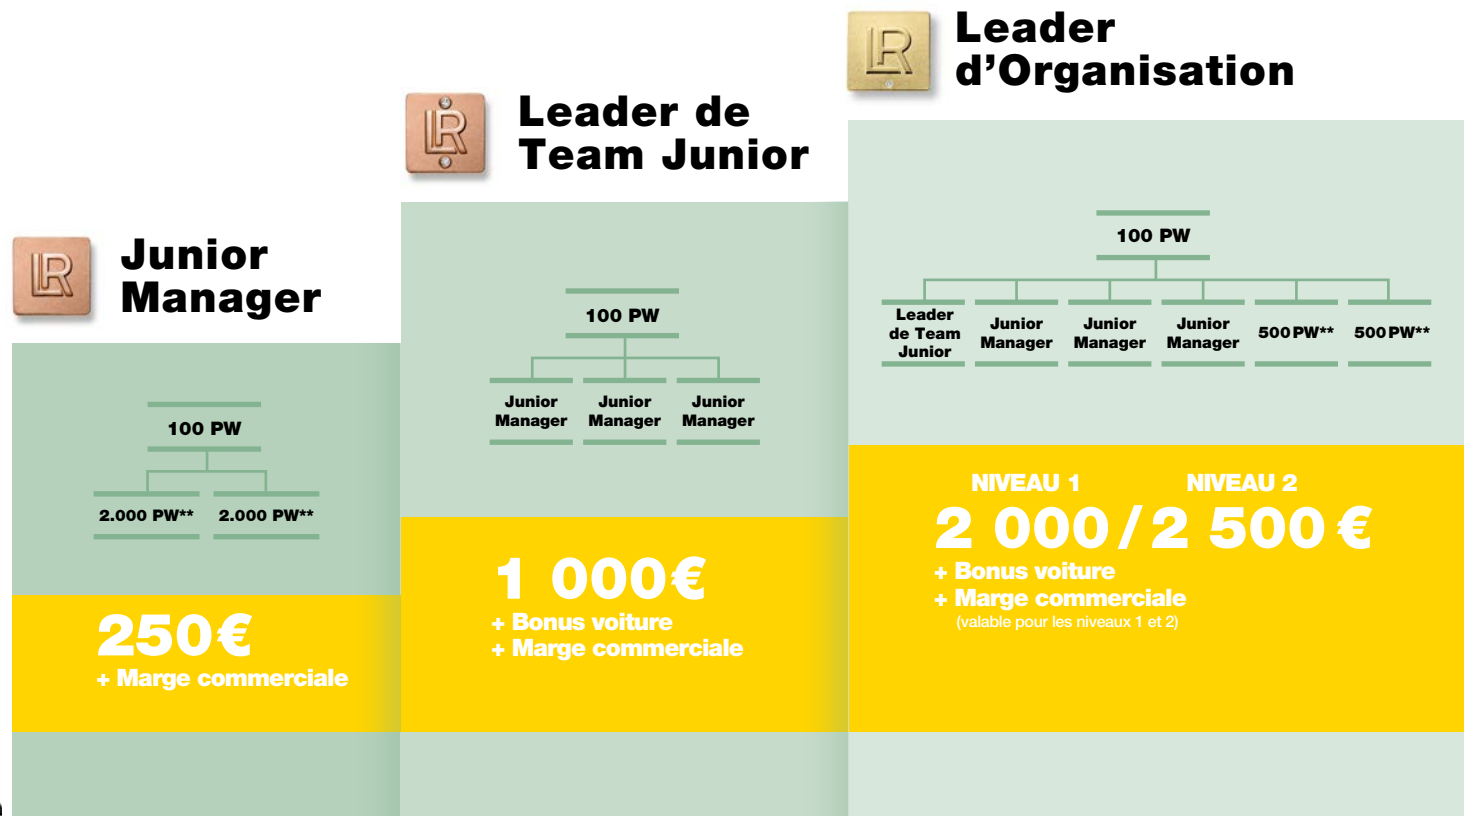 LR
Junior
Manager
100 PW
2.000 PW** 2.000 PW**
250€
+ Marge commerciale
LR
Leader de
Team Junior
100 PW
Junior Junior Junior
Manager Manager Manager
1 000€
+ Bonus voiture
+ Marge commerciale
LR
Leader
d’Organisation
100 PW
Leader
de Team
Junior
Junior
Manager
Junior
Manager
Junior
Manager
500 PW**
500 PW**
NIVEAU 1 NIVEAU 2
2 000 / 2 500 €
+ Bonus voiture
+ Marge commerciale
(valable pour les niveaux 1 et 2)